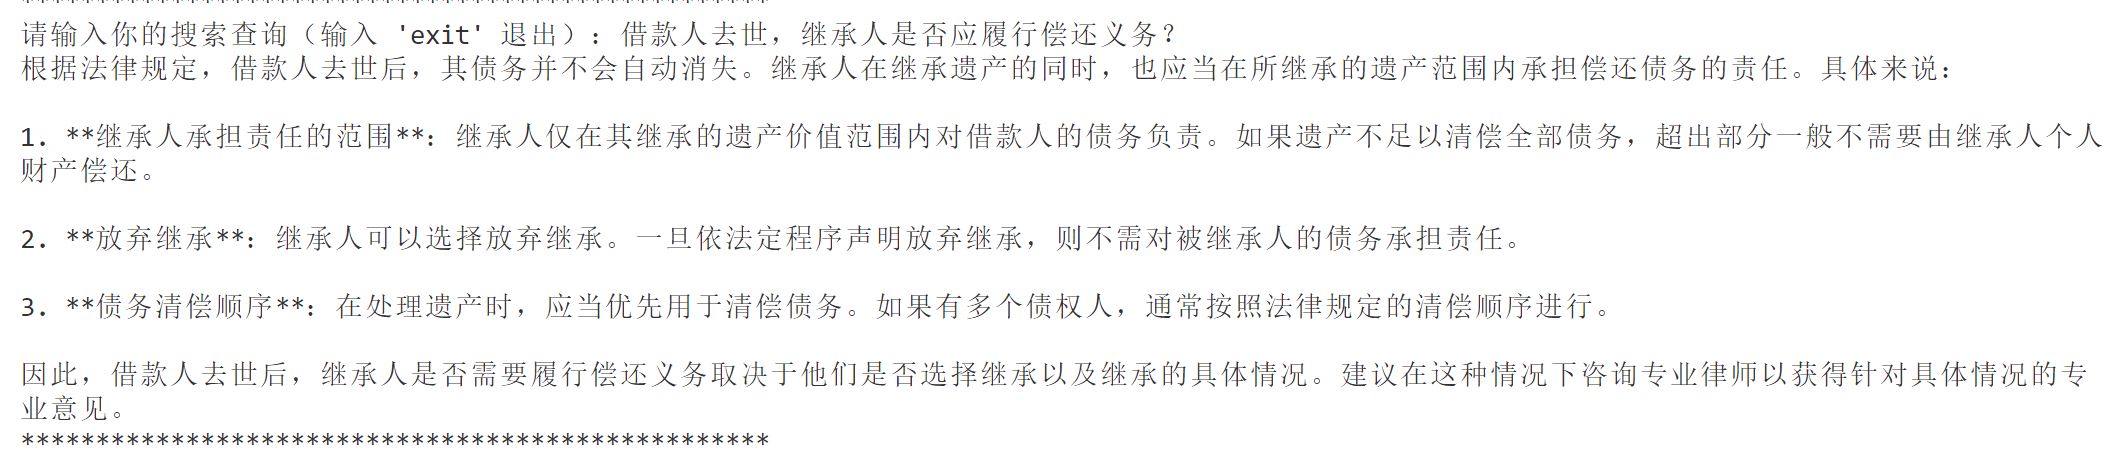 请输入你的搜索查询（输入 'exit' 退出）：借款人去世，继承人是否应履行偿还义务？
根据法律规定，借款人去世后，其债务并不会自动消失。继承人在继承遗产的同时，也应当在所继承的遗产范围内承担偿还债务的责任。具体来说：
1. **继承人承担责任的范围**：继承人仅在其继承的遗产价值范围内对借款人的债务负责。如果遗产不足以清偿全部债务，超出部分一般不需要由继承人个人
财产偿还。
2. **放弃继承**：继承人可以选择放弃继承。一旦依法定程序声明放弃继承，则不需对被继承人的债务承担责任。
3. **债务清偿顺序**：在处理遗产时，应当优先用于清偿债务。如果有多个债权人，通常按照法律规定的清偿顺序进行。
因此，借款人去世后，继承人是否需要履行偿还义务取决于他们是否选择继承以及继承的具体情况。建议在这种情况下咨询专业律师以获得针对具体情况的专
业意见。
**************************************************